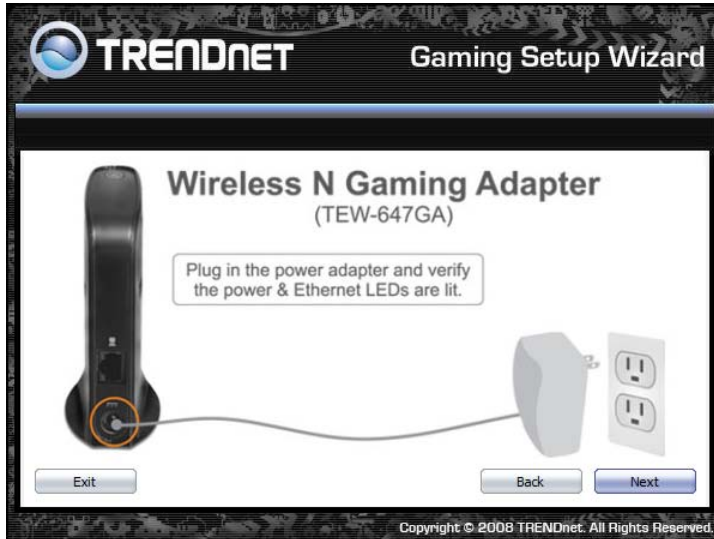 TRENDNET
Gaming Setup Wizard
Wireless N Gaming Adapter
(TEW-647GA)
Plug in the power adapter and verify
the power & Ethernet LEDs are lit.
Exit
Back
Next
Copyright © 2008 TRENDnet. All Rights Reserved.